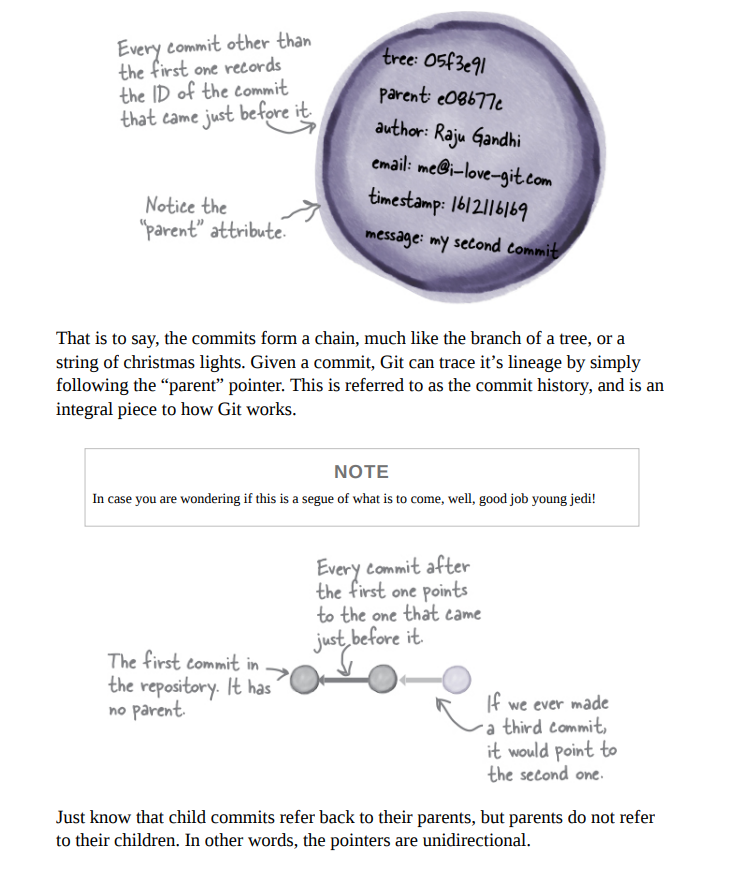 Every commit other than
the first one records
the ID of the commit
that came just before it.
tree: 05f3e91
parent: e08677c
author: Raju Gandhi
email: me@i-love-git.com
timestamp: 1612116169
message: my second commit
Notice the
"parent" attribute.
That is to say, the commits form a chain, much like the branch of a tree, or a
string of christmas lights. Given a commit, Git can trace it’s lineage by simply
following the “parent” pointer. This is referred to as the commit history, and is an
integral piece to how Git works.
NOTE
In case you are wondering if this is a segue of what is to come, well, good job young jedi!
Every commit after
the first one points
to the one that came
just before it.
The first commit in
the repository. It has
no parent.
If we ever made
a third commit,
it would point to
the second one.
Just know that child commits refer back to their parents, but parents do not refer
to their children. In other words, the pointers are unidirectional.